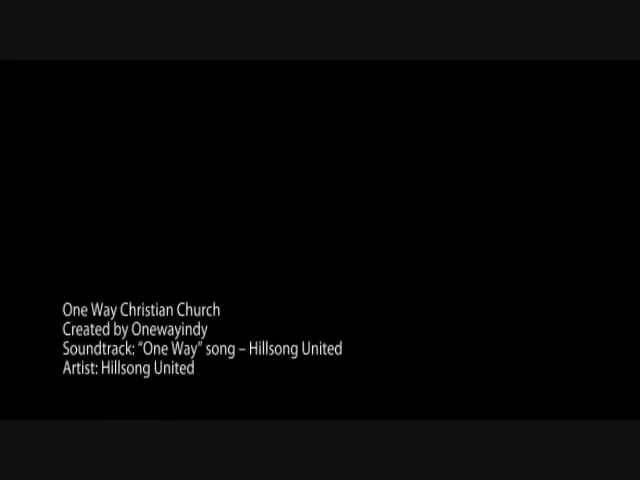 One Way Christian Church
Created by Onewayindy
Soundtrack: “One Way” song – Hillsong United
Artist: Hillsong United